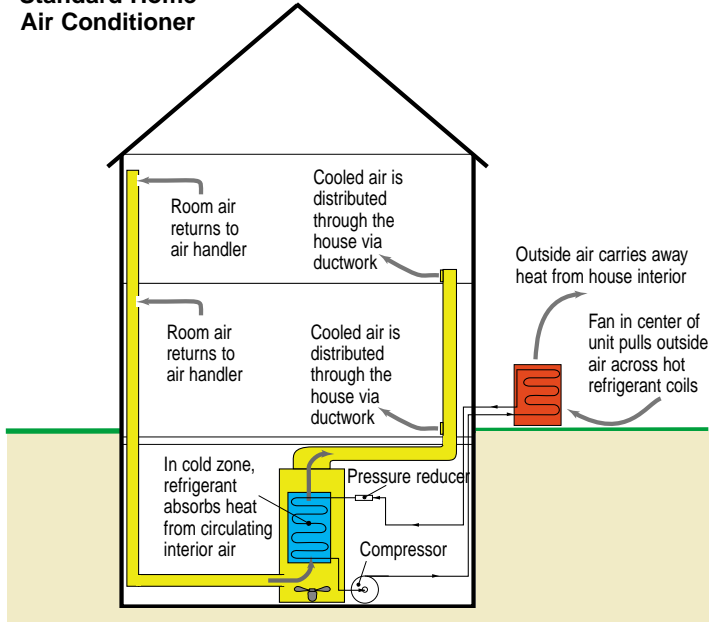 Standard Home
Air Conditioner
Room air
returns to
air handler
Cooled air is
distributed
through the
house via
ductwork
Outside air carries away
heat from house interior
Fan in center of
unit pulls outside
air across hot
refrigerant coils
Room air
returns to
air handler
Cooled air is
distributed
through the
house via
ductwork
In cold zone,
refrigerant
absorbs heat
from circulating
interior air
Pressure reducer
Compressor